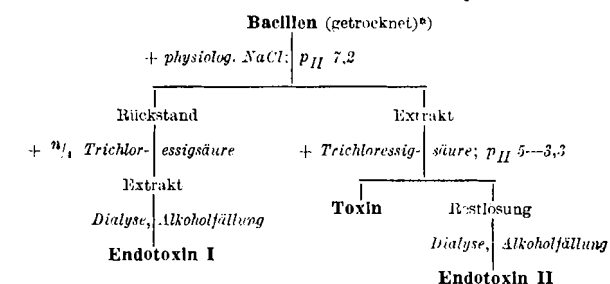 Bacillen (getrocknet)ᵃ)
+ physiolog. NaCl: pH 7,2
Rückstand Extrakt
+ n/1 Trichlor- essigsäure + Trichloressig- säure; pH 5—3,3
Extrakt
Toxin Restlösung
Dialyse, Alkoholfällung
Endotoxin I
Dialyse, Alkoholfällung
Endotoxin II